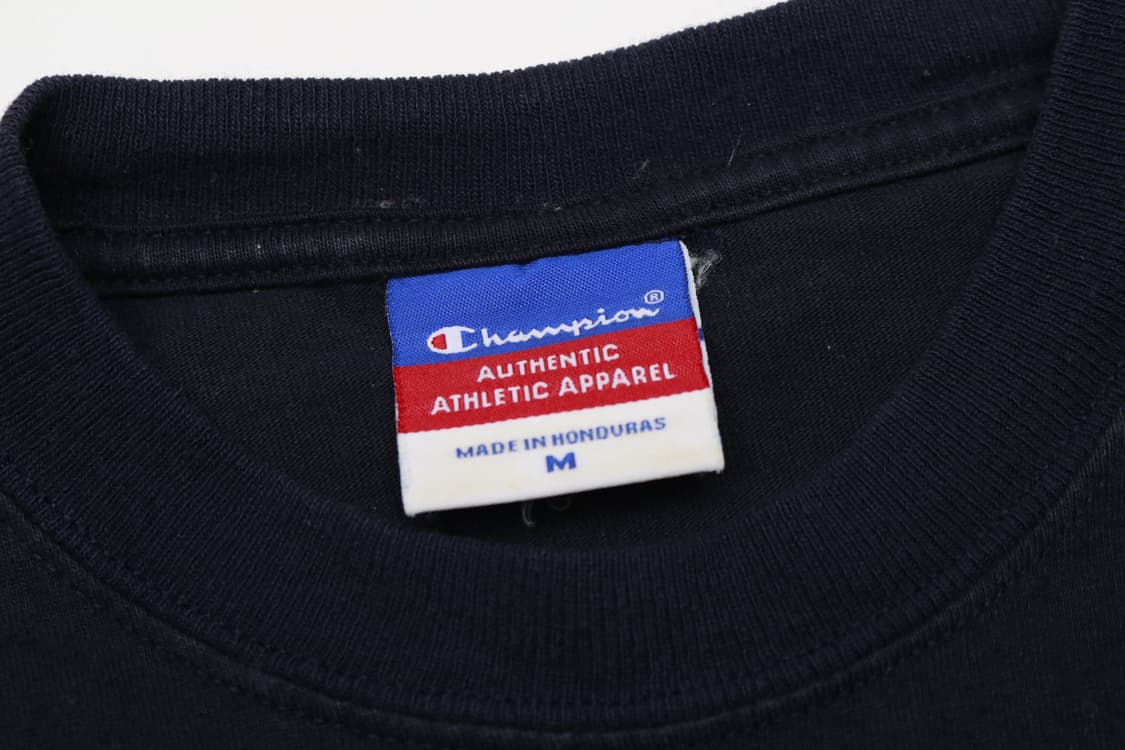 Champion®
AUTHENTIC
ATHLETIC APPAREL
MADE IN HONDURAS
M